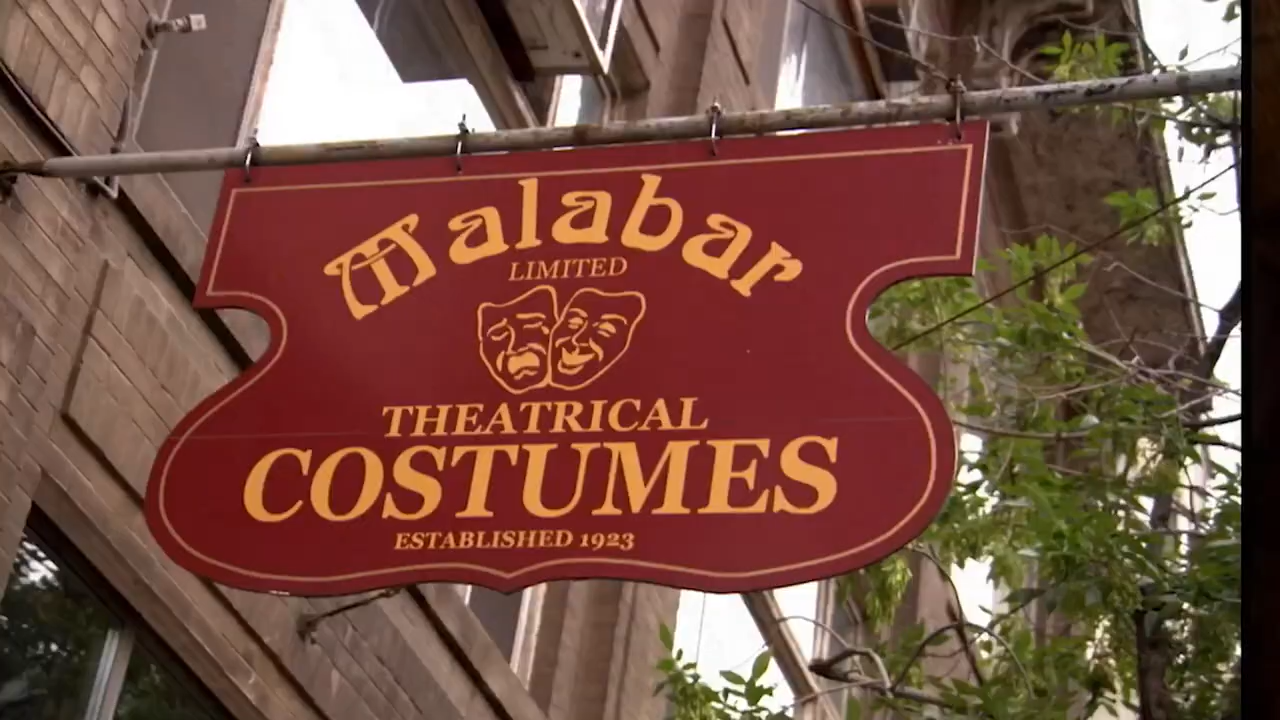 Malabar
LIMITED
THEATRICAL
COSTUMES
ESTABLISHED 1923